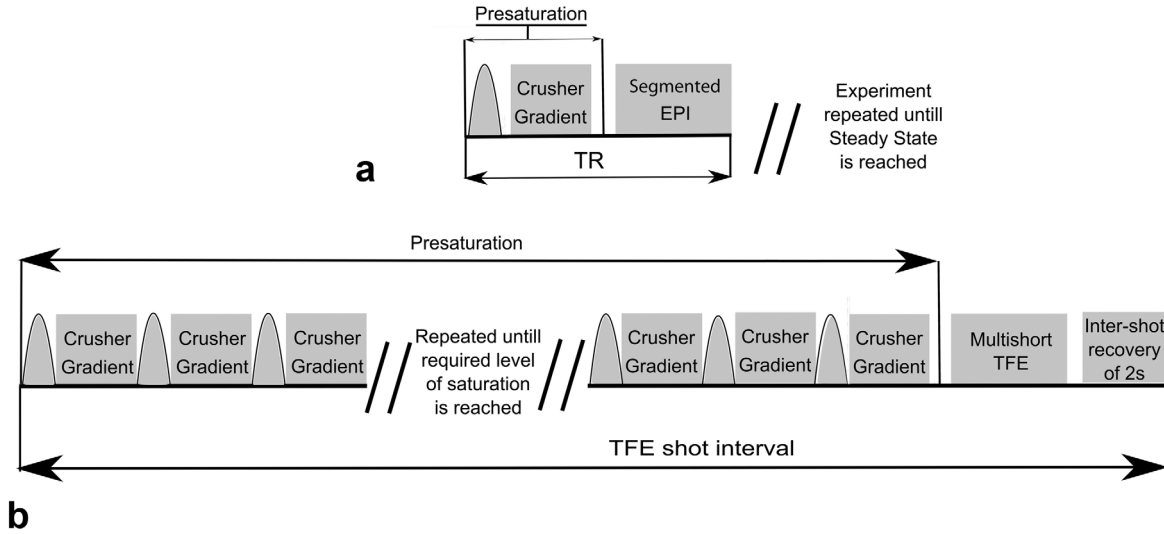 Presaturation
Crusher
Gradient
Segmented
EPI
Experiment
repeated untill
Steady State
is reached
TR
a
Presaturation
Crusher
Gradient
Crusher
Gradient
Crusher
Gradient
Repeated untill
required level
of saturation
is reached
Crusher
Gradient
Crusher
Gradient
Crusher
Gradient
Multishort
TFE
Inter-shot
recovery
of 2s
TFE shot interval
b